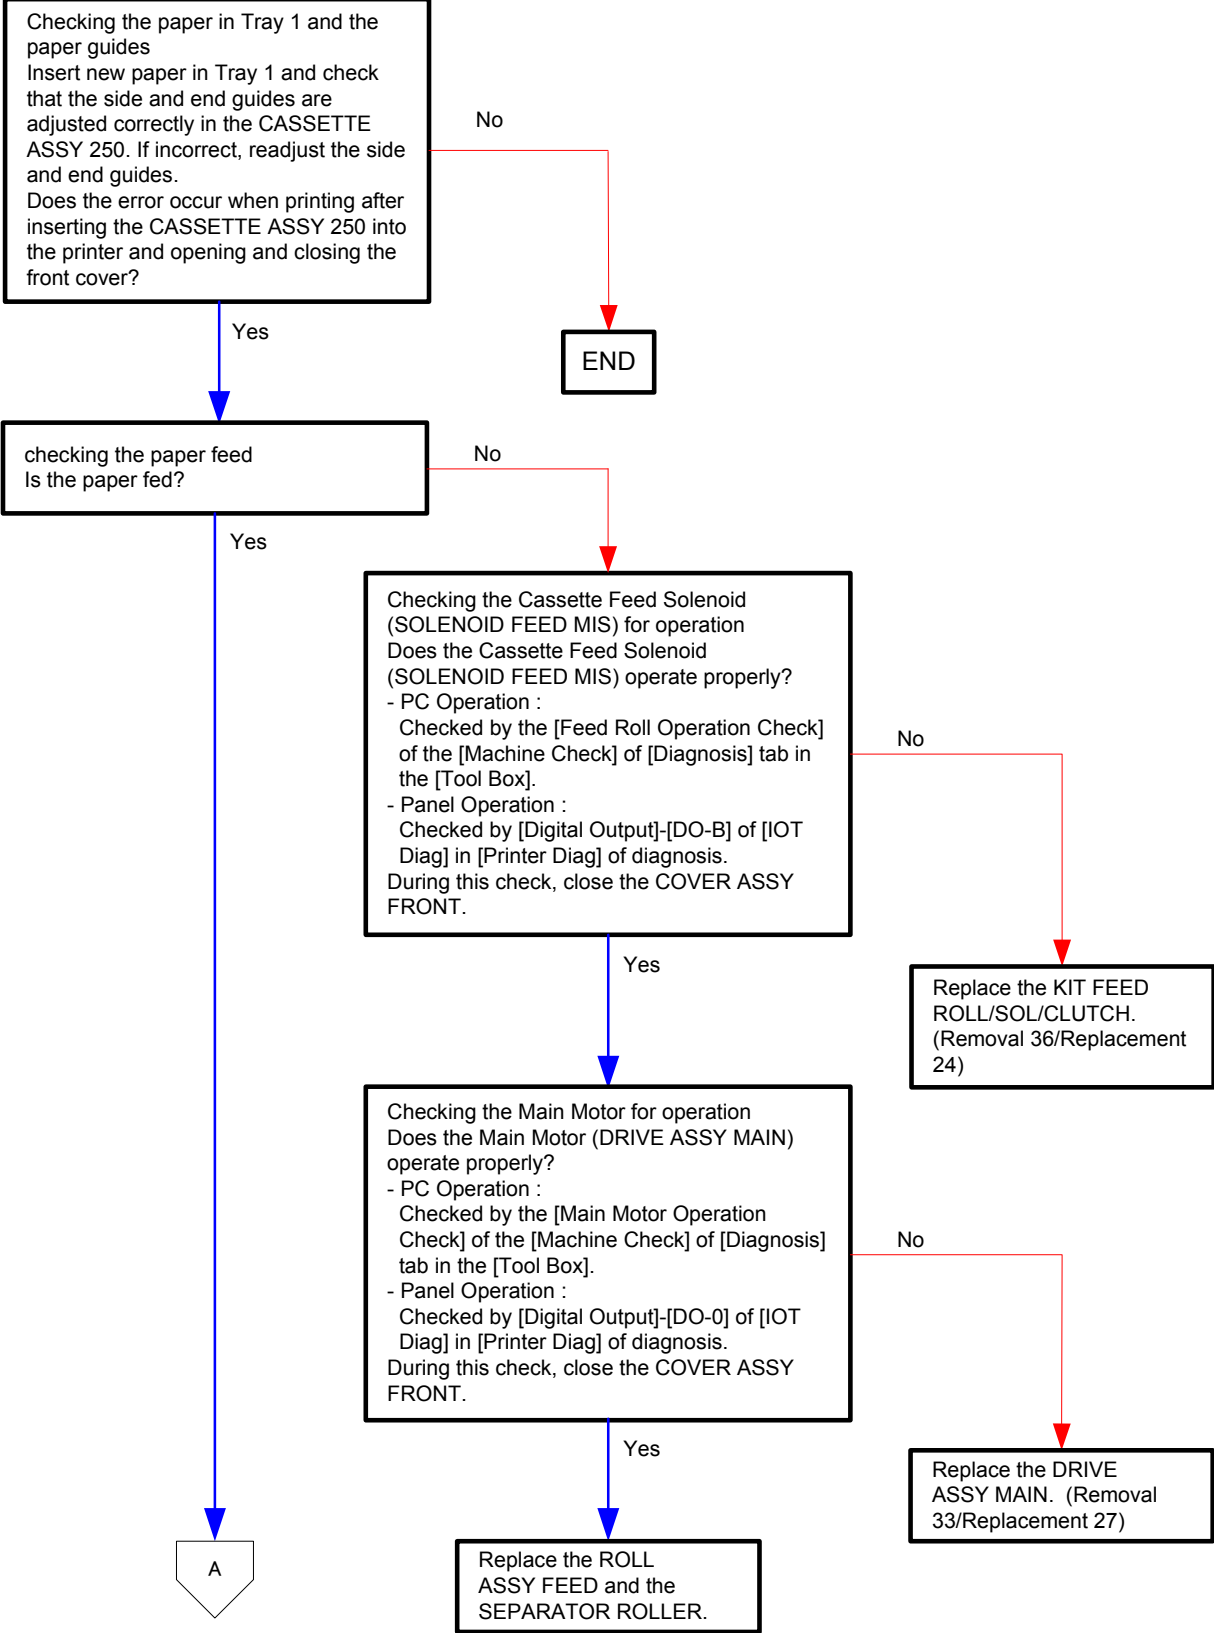 Checking the paper in Tray 1 and the
paper guides
Insert new paper in Tray 1 and check
that the side and end guides are
adjusted correctly in the CASSETTE
ASSY 250. If incorrect, readjust the side
and end guides.
Does the error occur when printing after
inserting the CASSETTE ASSY 250 into
the printer and opening and closing the
front cover?
No
Yes
END
checking the paper feed
Is the paper fed?
No
Yes
Checking the Cassette Feed Solenoid
(SOLENOID FEED MIS) for operation
Does the Cassette Feed Solenoid
(SOLENOID FEED MIS) operate properly?
- PC Operation :
Checked by the [Feed Roll Operation Check]
of the [Machine Check] of [Diagnosis] tab in
the [Tool Box].
- Panel Operation :
Checked by [Digital Output]-[DO-B] of [IOT
Diag] in [Printer Diag] of diagnosis.
During this check, close the COVER ASSY
FRONT.
No
Yes
Replace the KIT FEED
ROLL/SOL/CLUTCH.
(Removal 36/Replacement
24)
Checking the Main Motor for operation
Does the Main Motor (DRIVE ASSY MAIN)
operate properly?
- PC Operation :
Checked by the [Main Motor Operation
Check] of the [Machine Check] of [Diagnosis]
tab in the [Tool Box].
- Panel Operation :
Checked by [Digital Output]-[DO-0] of [IOT
Diag] in [Printer Diag] of diagnosis.
During this check, close the COVER ASSY
FRONT.
No
Yes
Replace the DRIVE
ASSY MAIN.  (Removal
33/Replacement 27)
A
Replace the ROLL
ASSY FEED and the
SEPARATOR ROLLER.